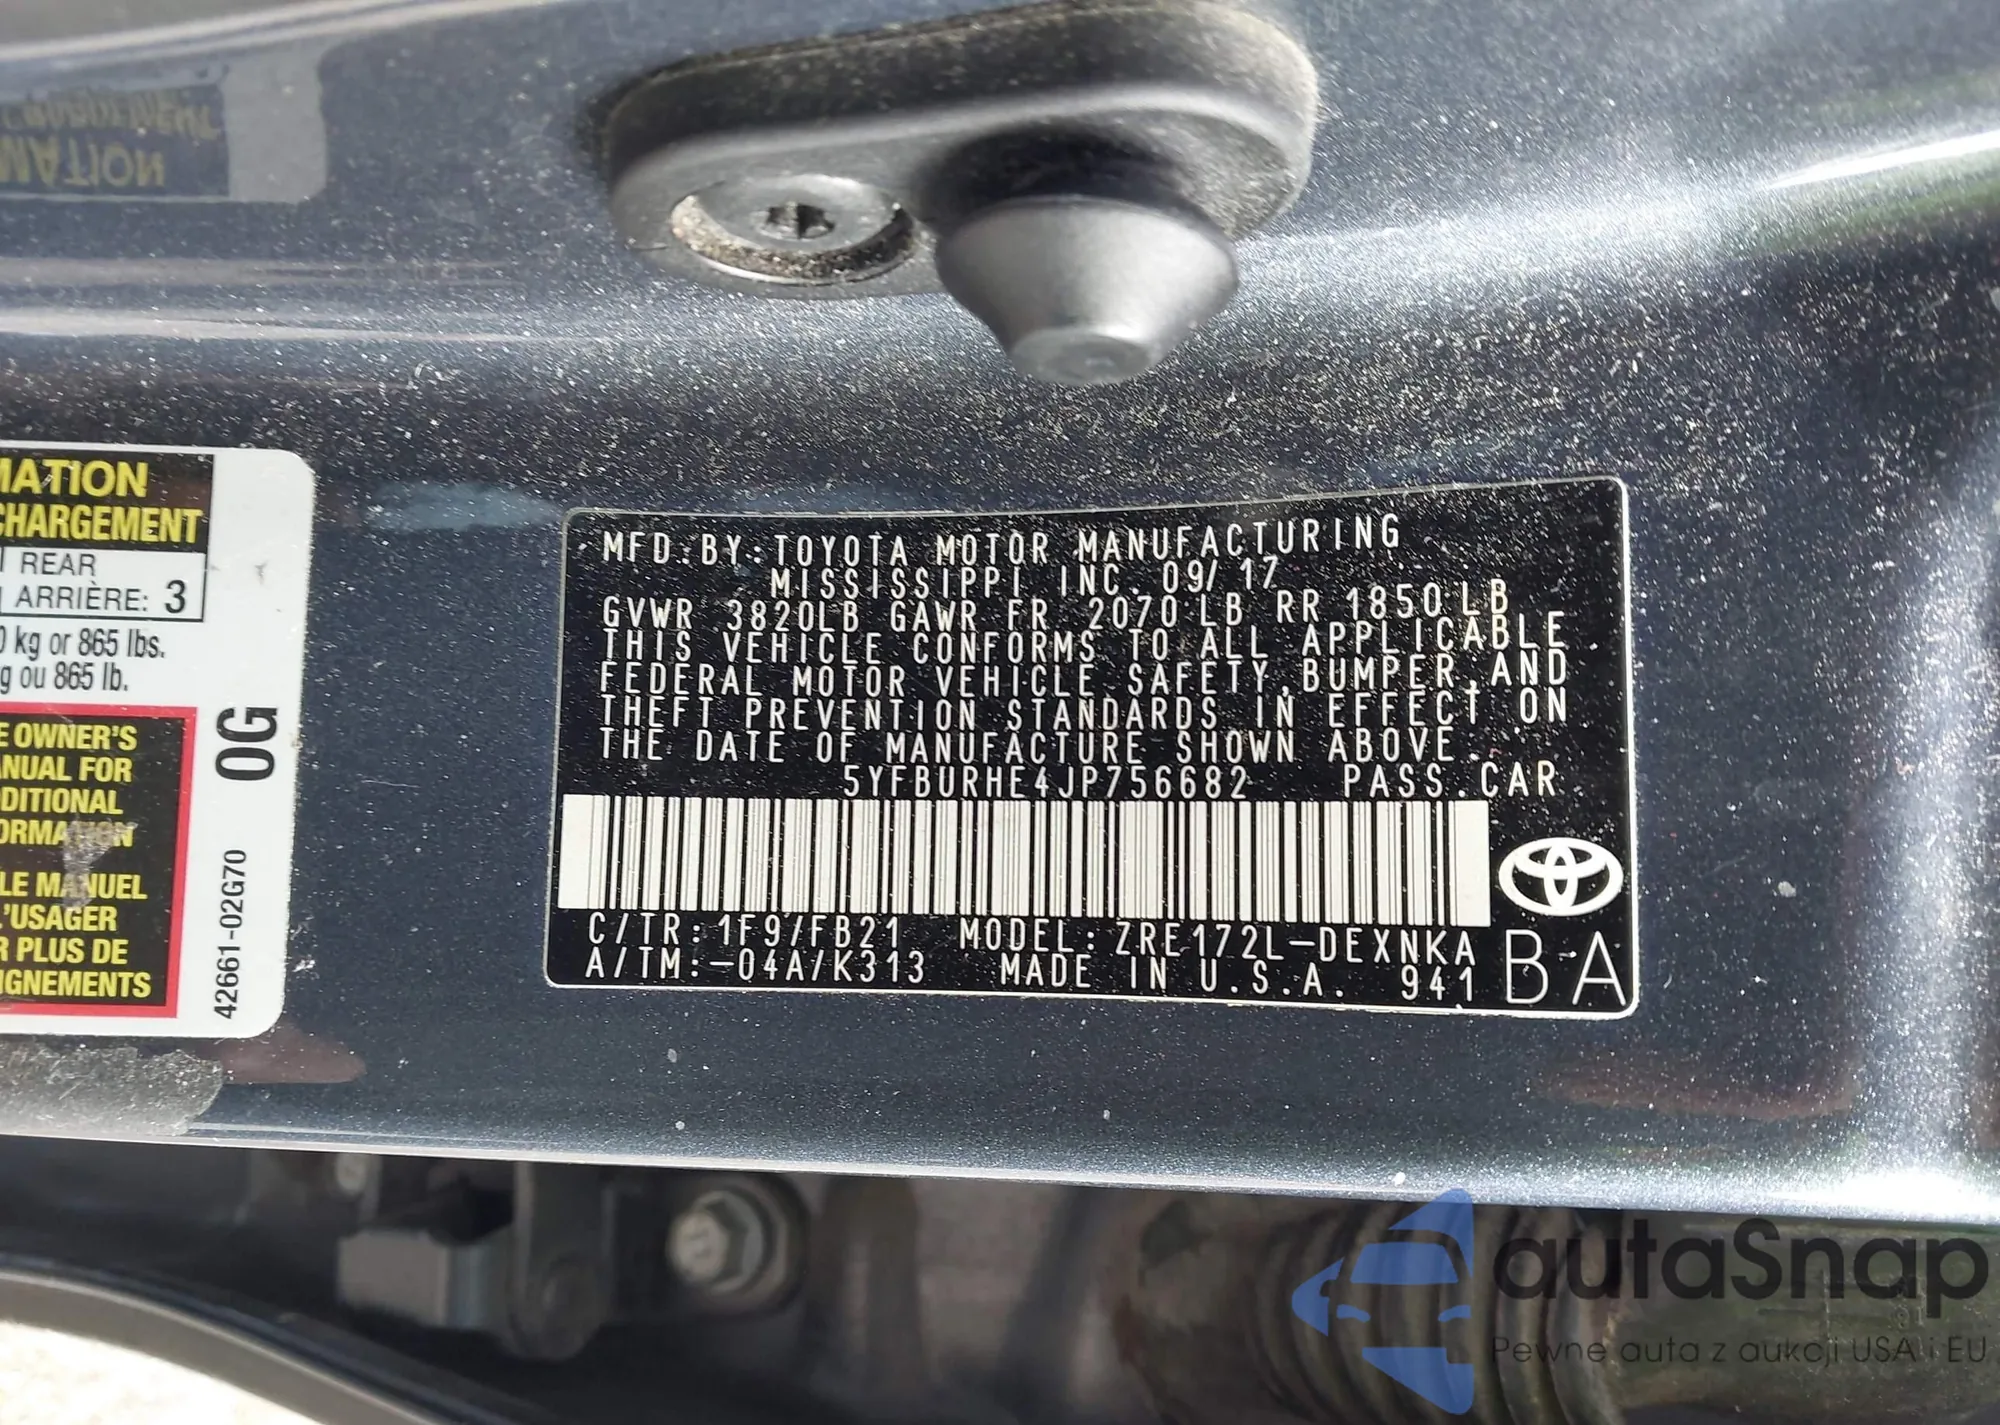 MATION
CHARGEMENT
REAR
ARRIÈRE: 3
0 kg or 865 lbs.
g ou 865 lb.
E OWNER'S
ANUAL FOR
DITIONAL
FORMATION
LE MANUEL
L'USAGER
R PLUS DE
IGNEMENTS
0G
42661-02G70
MFD.BY:TOYOTA MOTOR MANUFACTURING
MISSISSIPPI INC 09/17
GVWR 3820LB GAWR FR 2070LB RR 1850LB
THIS VEHICLE CONFORMS TO ALL APPLICABLE
FEDERAL MOTOR VEHICLE SAFETY,BUMPER,AND
THEFT PREVENTION STANDARDS IN EFFECT ON
THE DATE OF MANUFACTURE SHOWN ABOVE.
5YFBURHE4JP756682 PASS.CAR
C/TR:1F9/FB21 MODEL:ZRE172L-DEXNKA
A/TM:-04A/K313 MADE IN U.S.A. 941
BA
autaSnap
Pewne auta z aukcji USA i EU